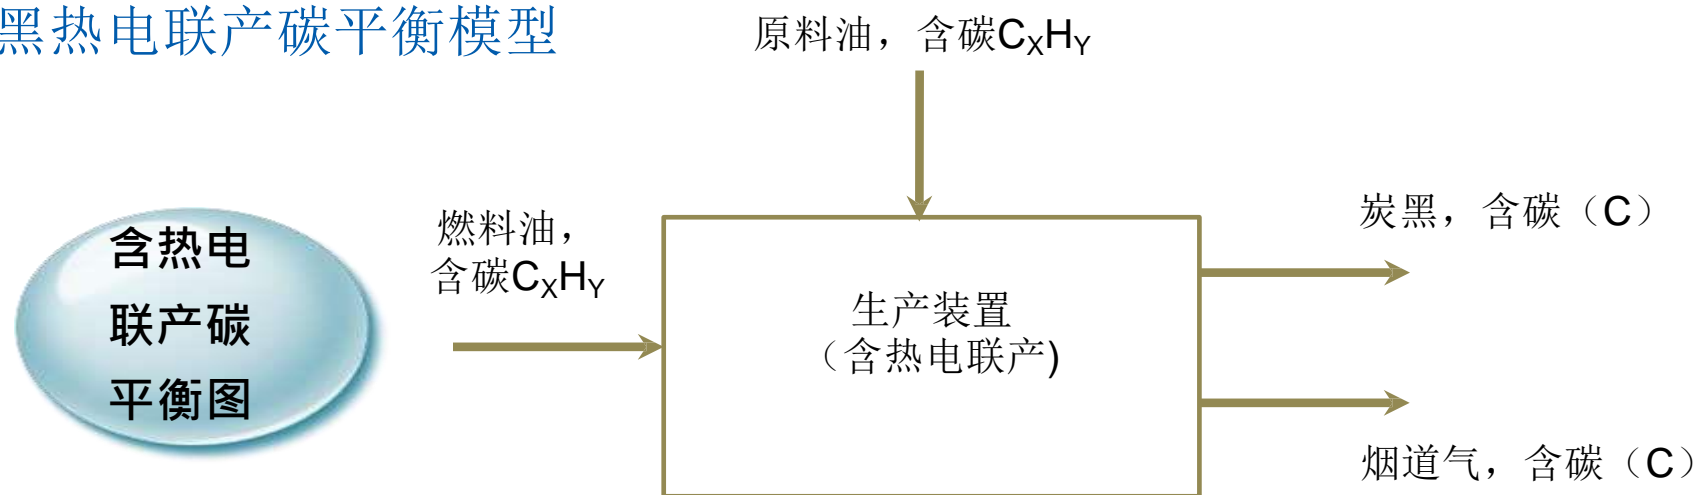 黑热电联产碳平衡模型
原料油，含碳CXHY
含热电
联产碳
平衡图
燃料油，
含碳CXHY
生产装置
（含热电联产)
炭黑，含碳（C）
烟道气，含碳（C）